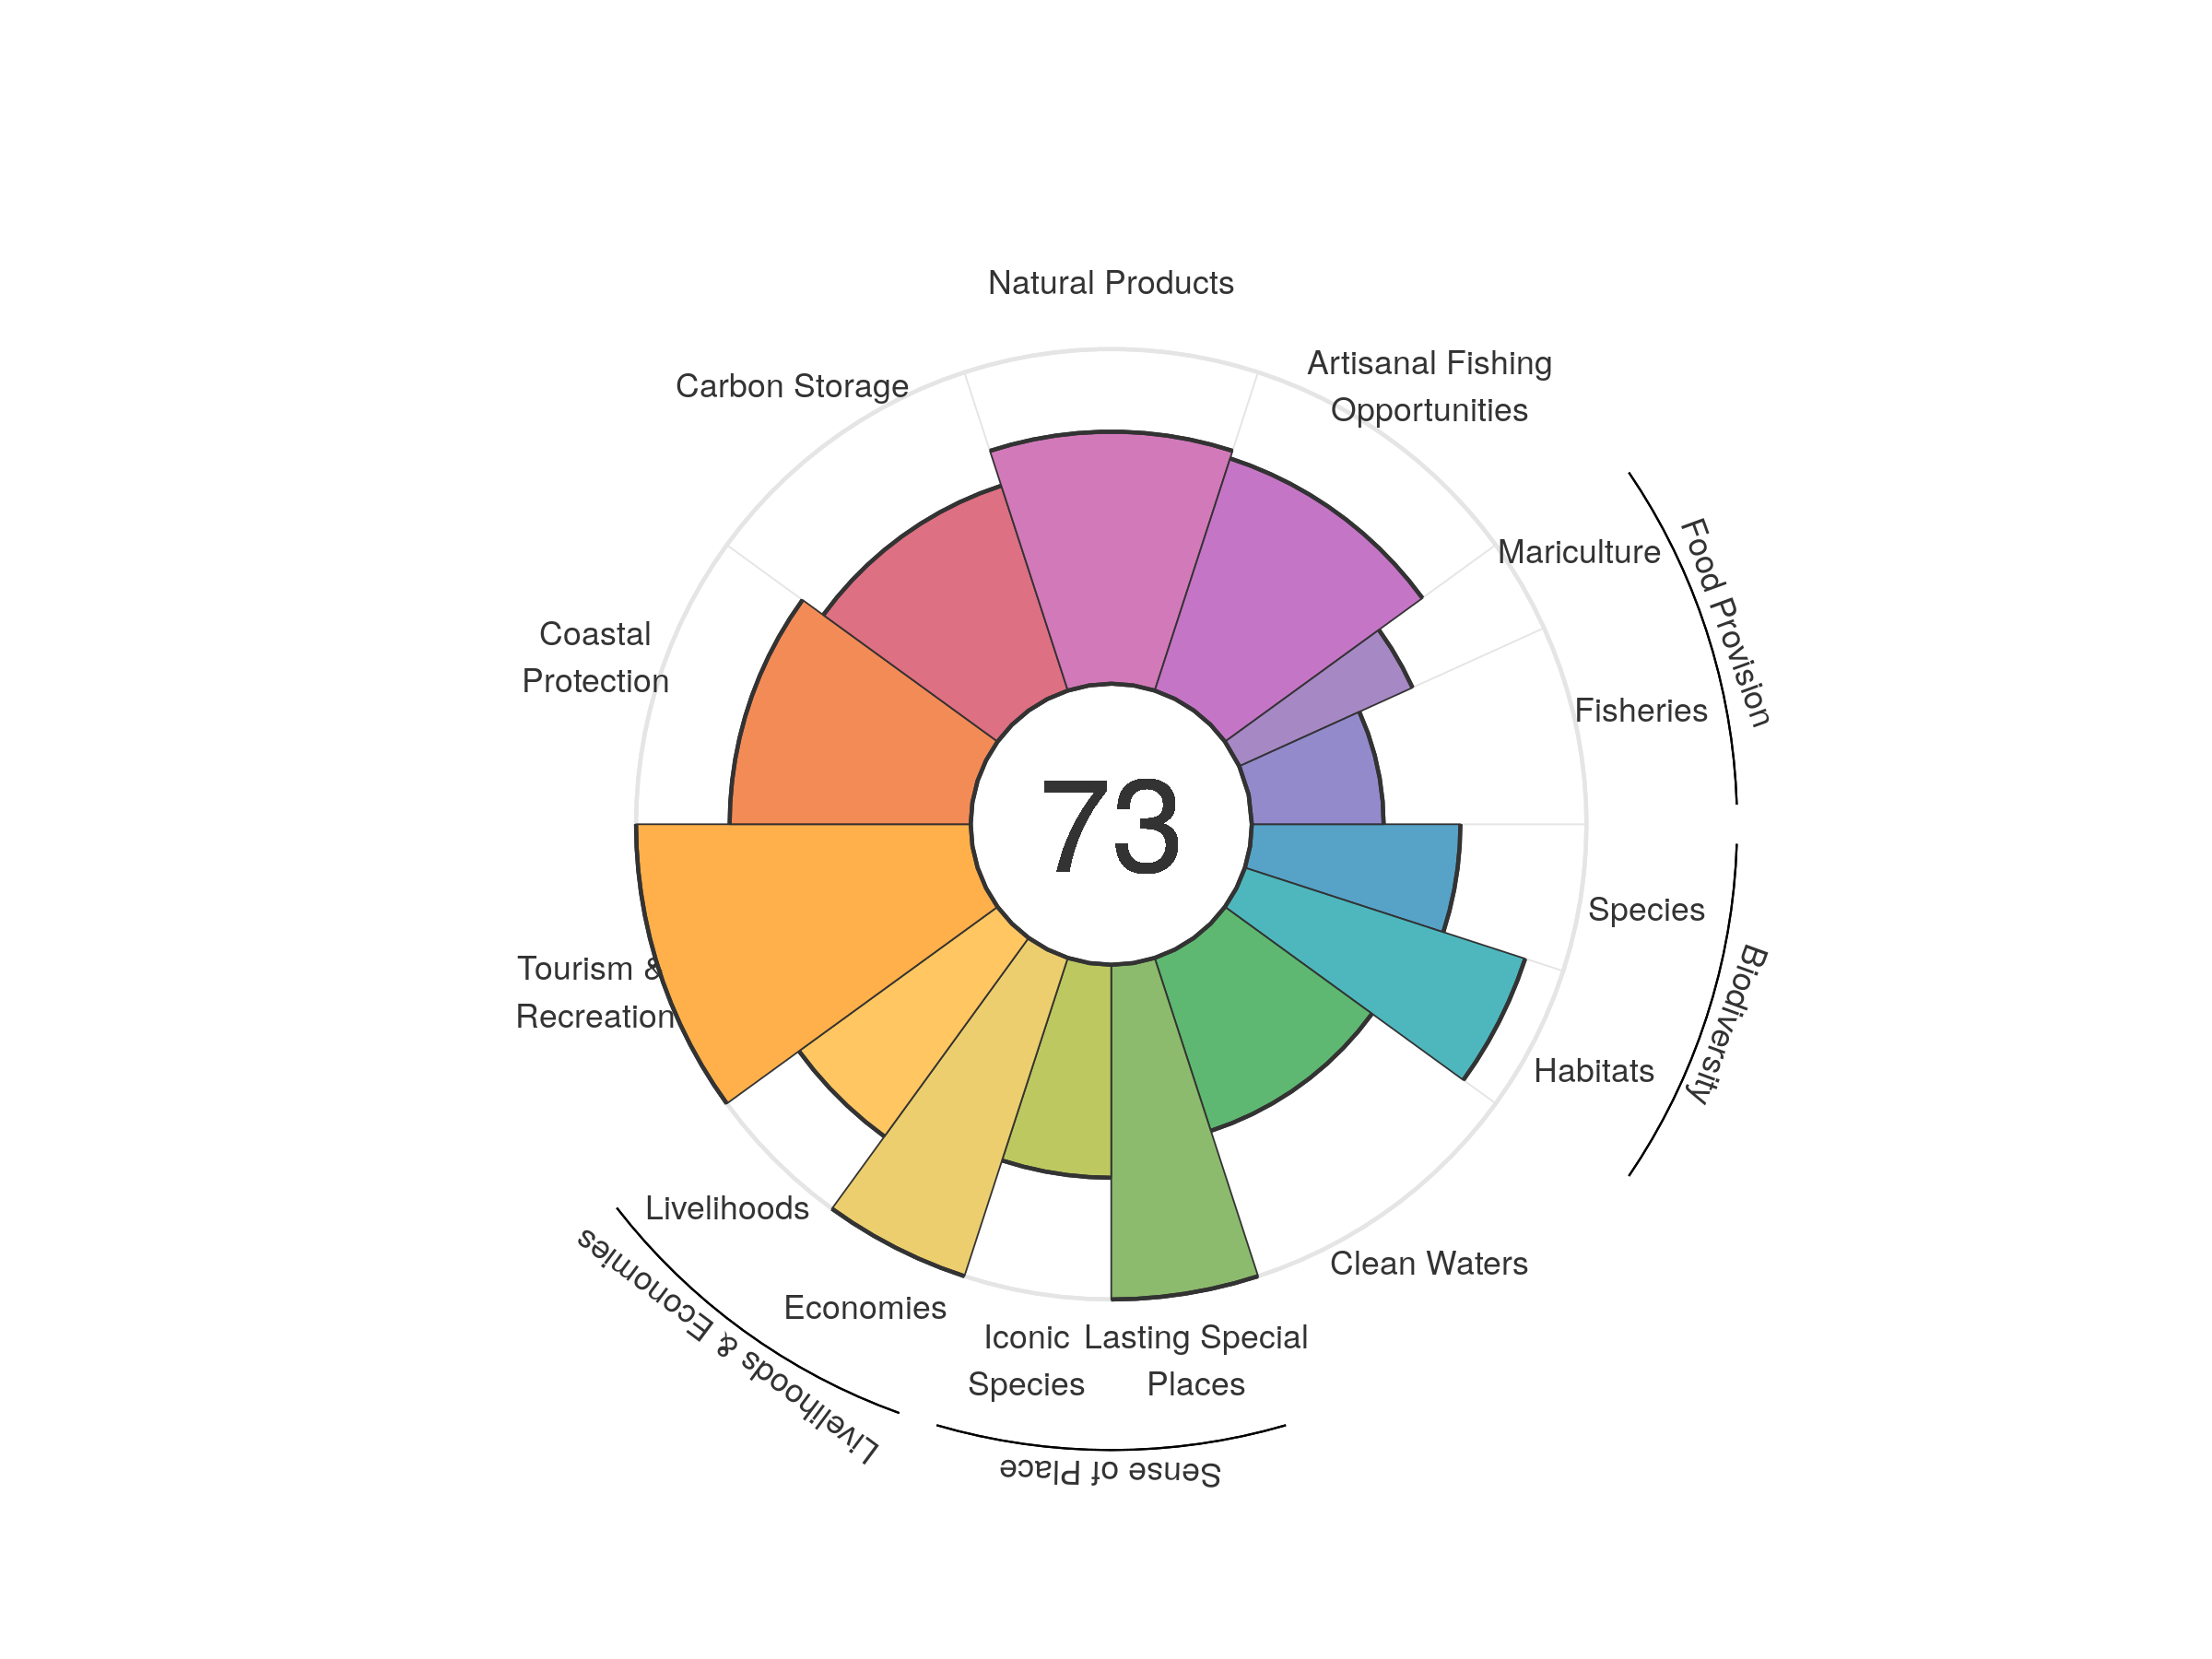 Natural Products
Artisanal Fishing
Opportunities
Carbon Storage
Mariculture
Food Provision
Coastal
Protection
Fisheries
73
Species
Biodiversity
Tourism &
Recreation
Habitats
Livelihoods
Livelihoods & Economies
Clean Waters
Economies
Iconic
Species
Lasting Special
Places
Sense of Place